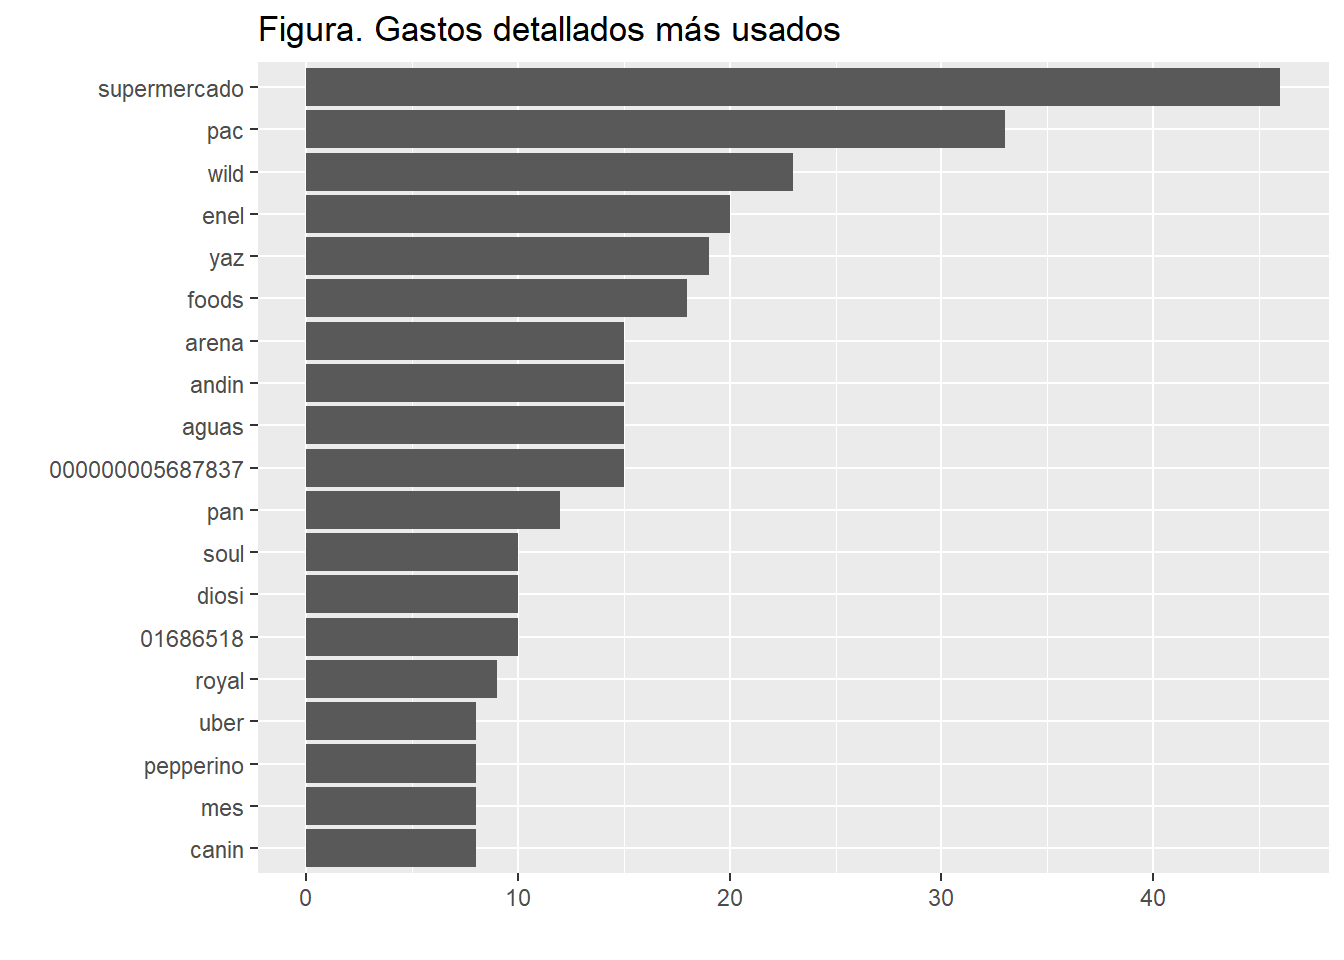 Figura. Gastos detallados más usados
supermercado
pac
wild
enel
yaz
foods
arena
andin
aguas
000000005687837
pan
soul
diosi
01686518
royal
uber
pepperino
mes
canin
0 10 20 30 40